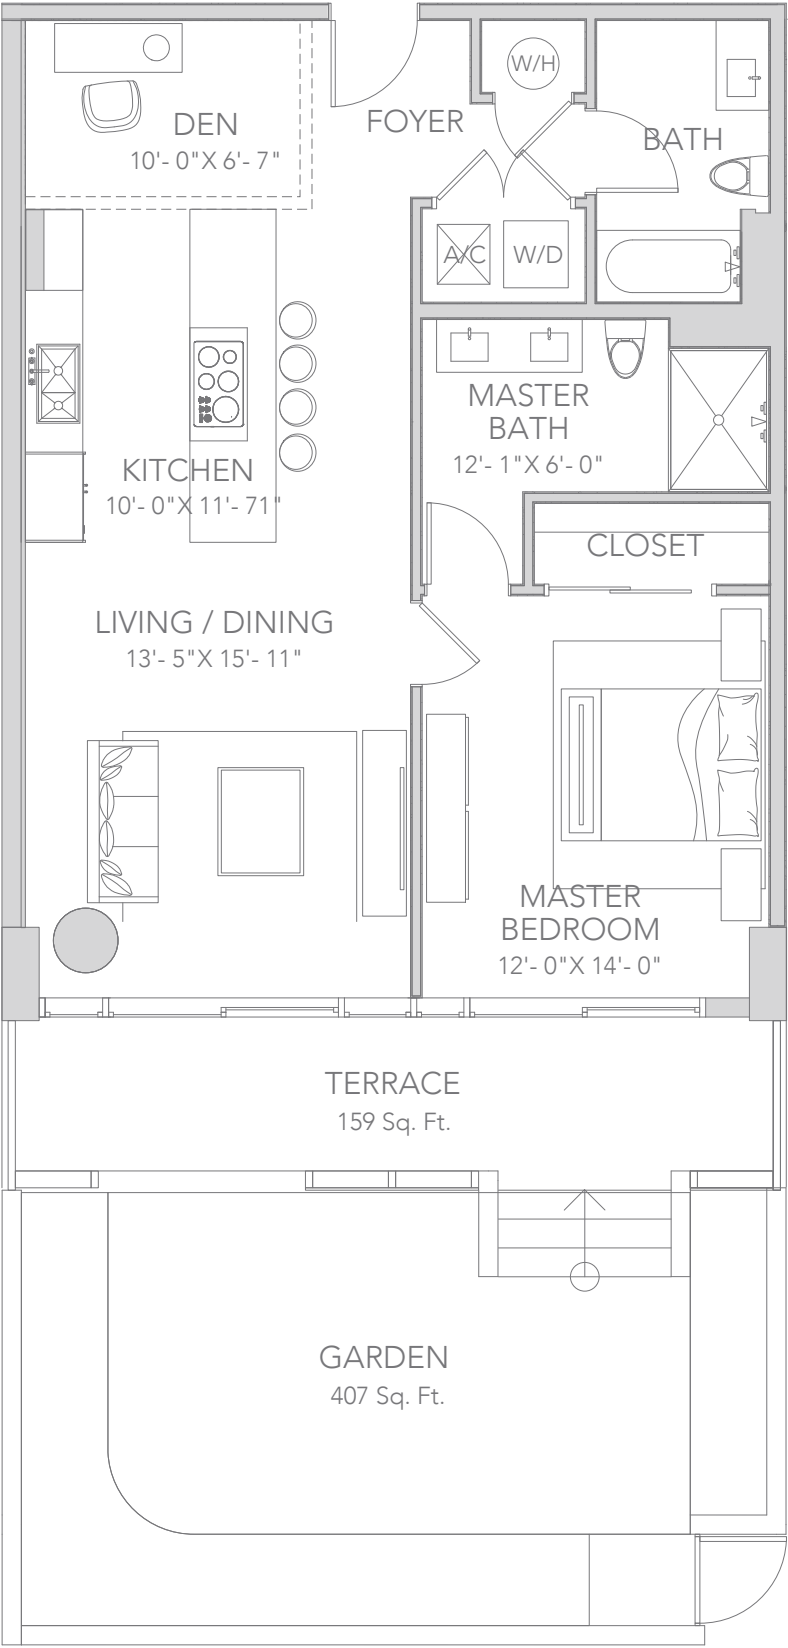 W/H
DEN
10'- 0"X 6'- 7"
FOYER
BATH
A/C
W/D
MASTER
BATH
12'- 1"X 6'- 0"
KITCHEN
10'- 0"X 11'- 71"
CLOSET
LIVING / DINING
13'- 5"X 15'- 11"
MASTER
BEDROOM
12'- 0"X 14'- 0"
TERRACE
159 Sq. Ft.
GARDEN
407 Sq. Ft.